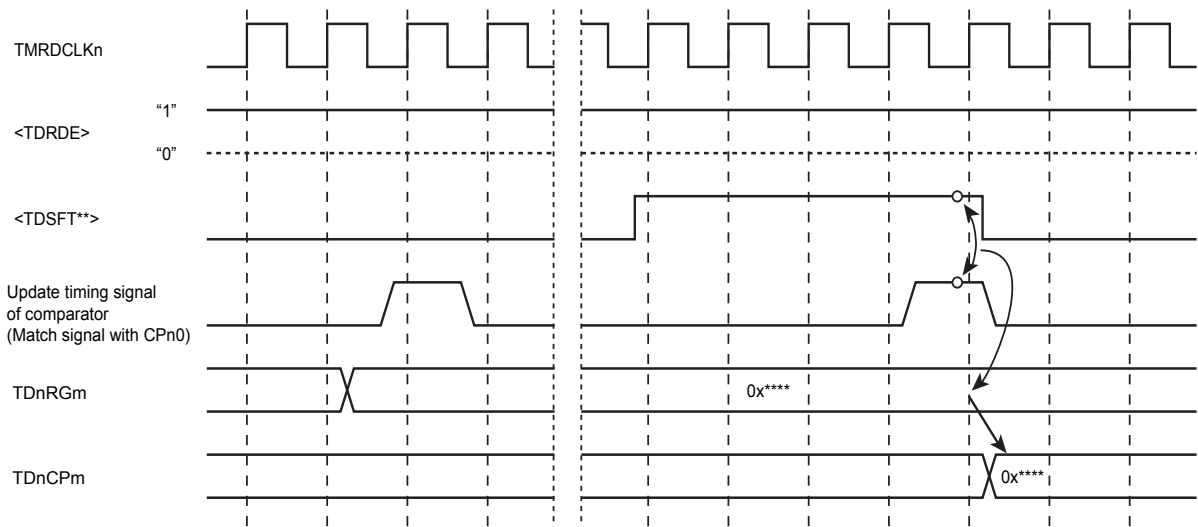 TMRDCLKn
“1”
<TDRDE>
“0”
<TDSFT**>
Update timing signal
of comparator
(Match signal with CPn0)
TDnRGm
0x****
TDnCPm
0x****